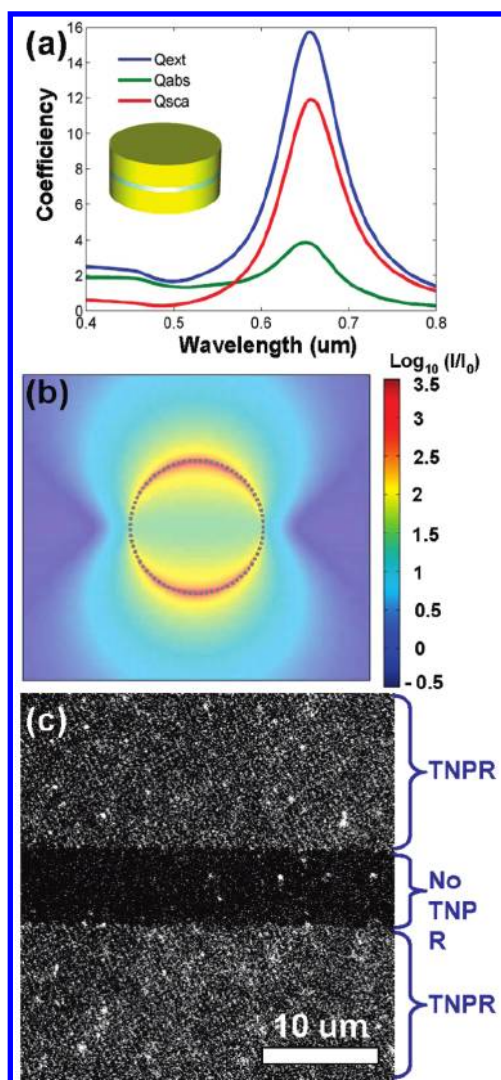 (a)
Qext
Qabs
Qsca
Coefficiency
16
14
12
10
8
6
4
2
0
0.4
0.5
0.6
0.7
0.8
Wavelength (um)
Log10 (I/I0)
(b)
3.5
3
2.5
2
1.5
1
0.5
0
- 0.5
(c)
TNPR
No
TNP
R
TNPR
10 um